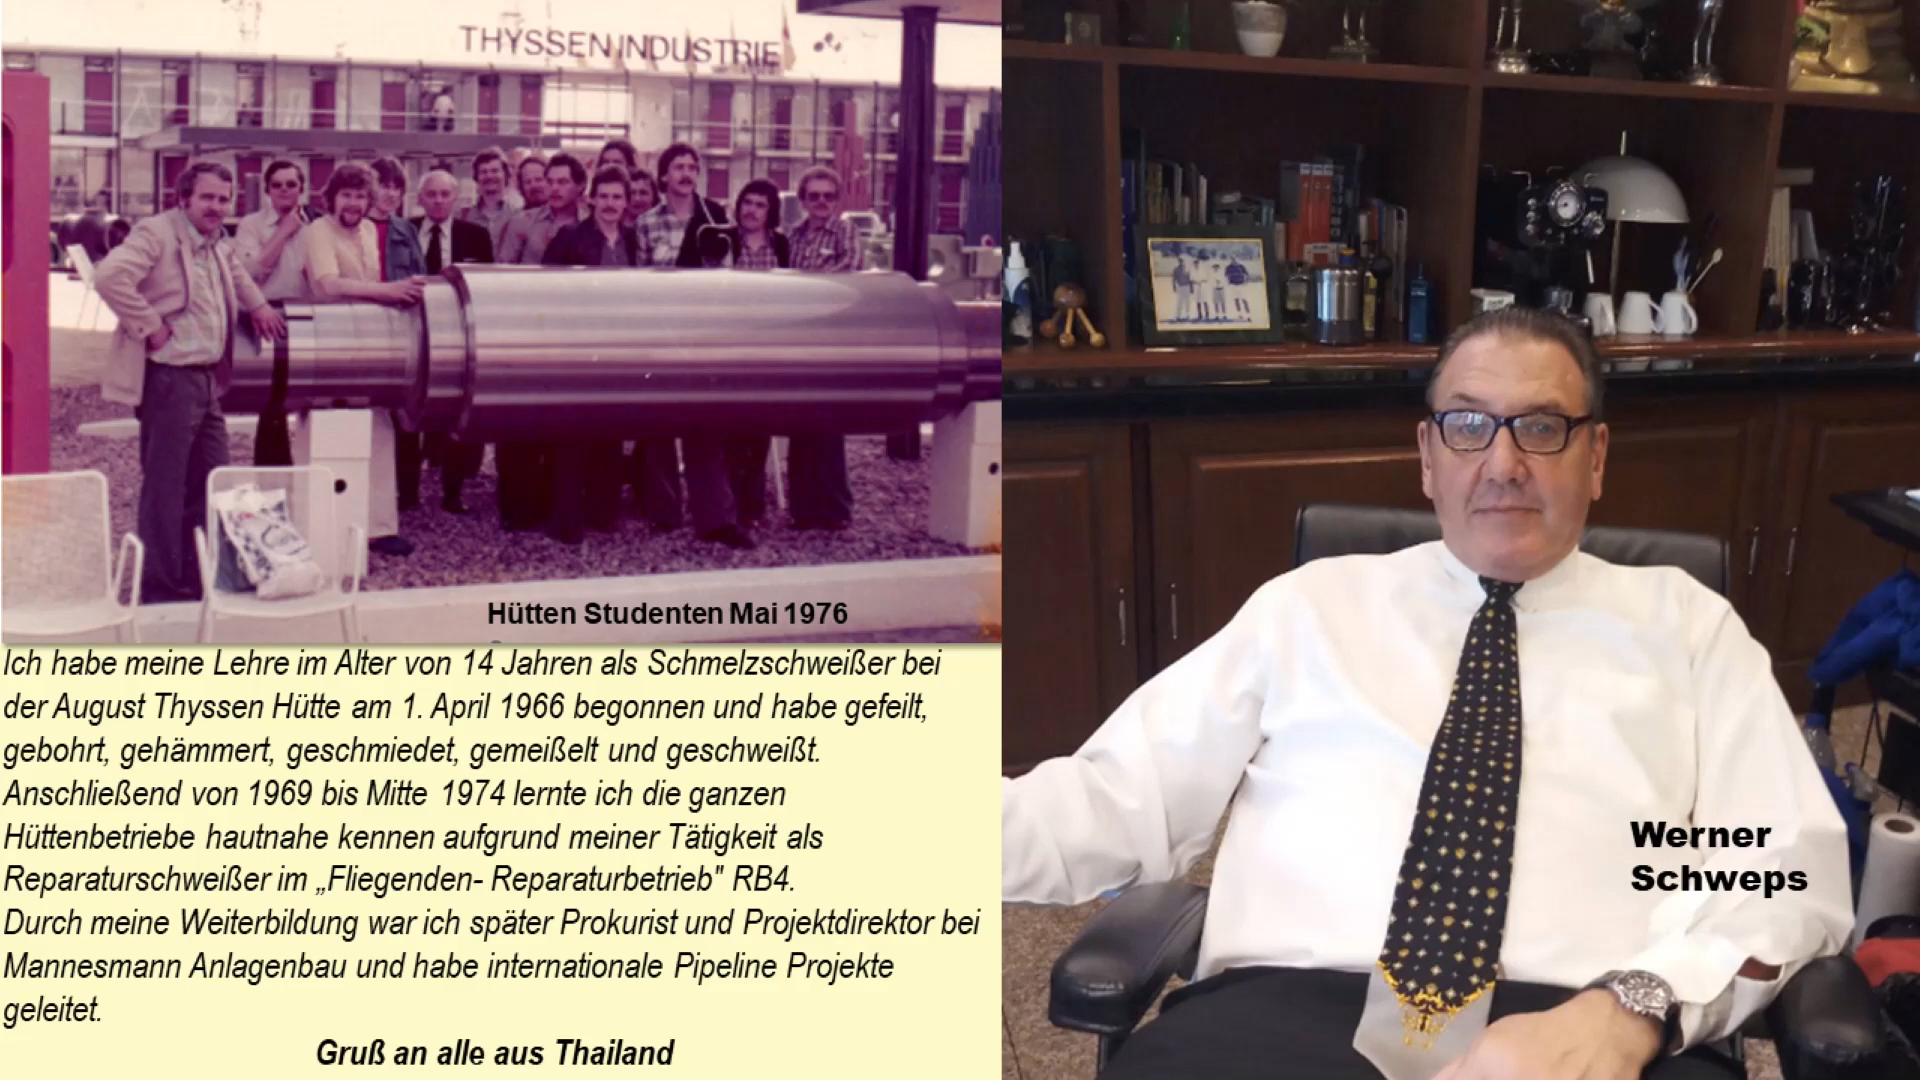 THYSSEN INDUSTRIE
Hütten Studenten Mai 1976
Ich habe meine Lehre im Alter von 14 Jahren als Schmelzschweißer bei
der August Thyssen Hütte am 1. April 1966 begonnen und habe gefeilt,
gebohrt, gehämmert, geschmiedet, gemeißelt und geschweißt.
Anschließend von 1969 bis Mitte 1974 lernte ich die ganzen
Hüttenbetriebe hautnahe kennen aufgrund meiner Tätigkeit als
Reparaturschweißer im „Fliegenden- Reparaturbetrieb" RB4.
Durch meine Weiterbildung war ich später Prokurist und Projektdirektor bei
Mannesmann Anlagenbau und habe internationale Pipeline Projekte
geleitet.
Gruß an alle aus Thailand
Werner
Schweps